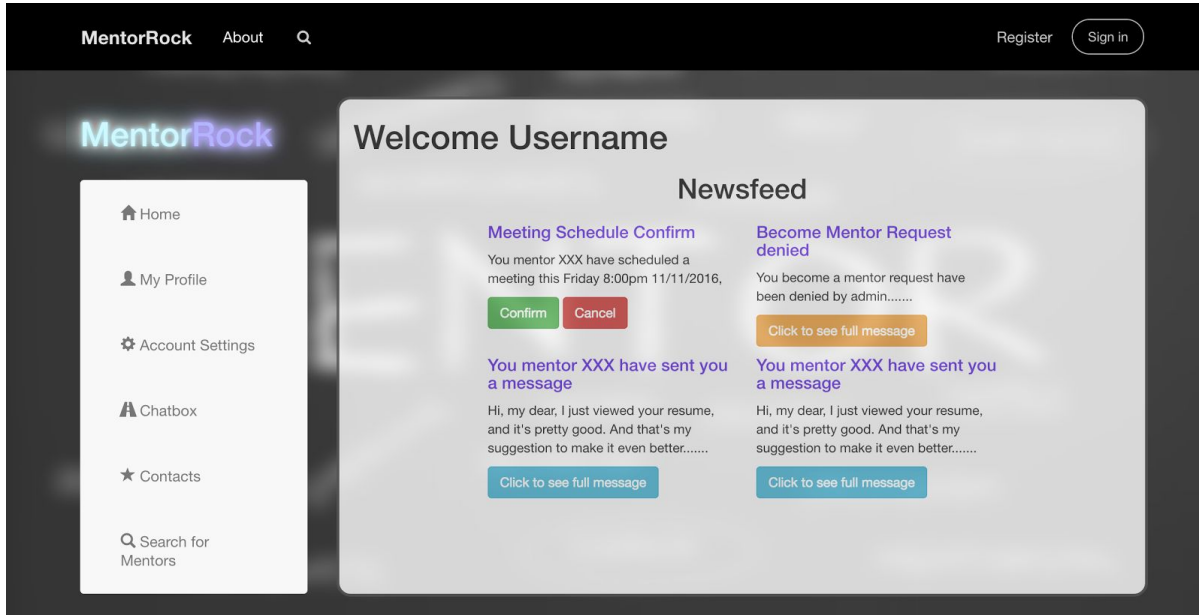 MentorRock About Register Sign in
MentorRock
Home
My Profile
Account Settings
Chatbox
Contacts
Search for
Mentors
Welcome Username
Newsfeed
Meeting Schedule Confirm
You mentor XXX have scheduled a
meeting this Friday 8:00pm 11/11/2016,
Confirm Cancel
Become Mentor Request
denied
You become a mentor request have
been denied by admin.......
Click to see full message
You mentor XXX have sent you
a message
Hi, my dear, I just viewed your resume,
and it's pretty good. And that's my
suggestion to make it even better.......
Click to see full message
You mentor XXX have sent you
a message
Hi, my dear, I just viewed your resume,
and it's pretty good. And that's my
suggestion to make it even better.......
Click to see full message